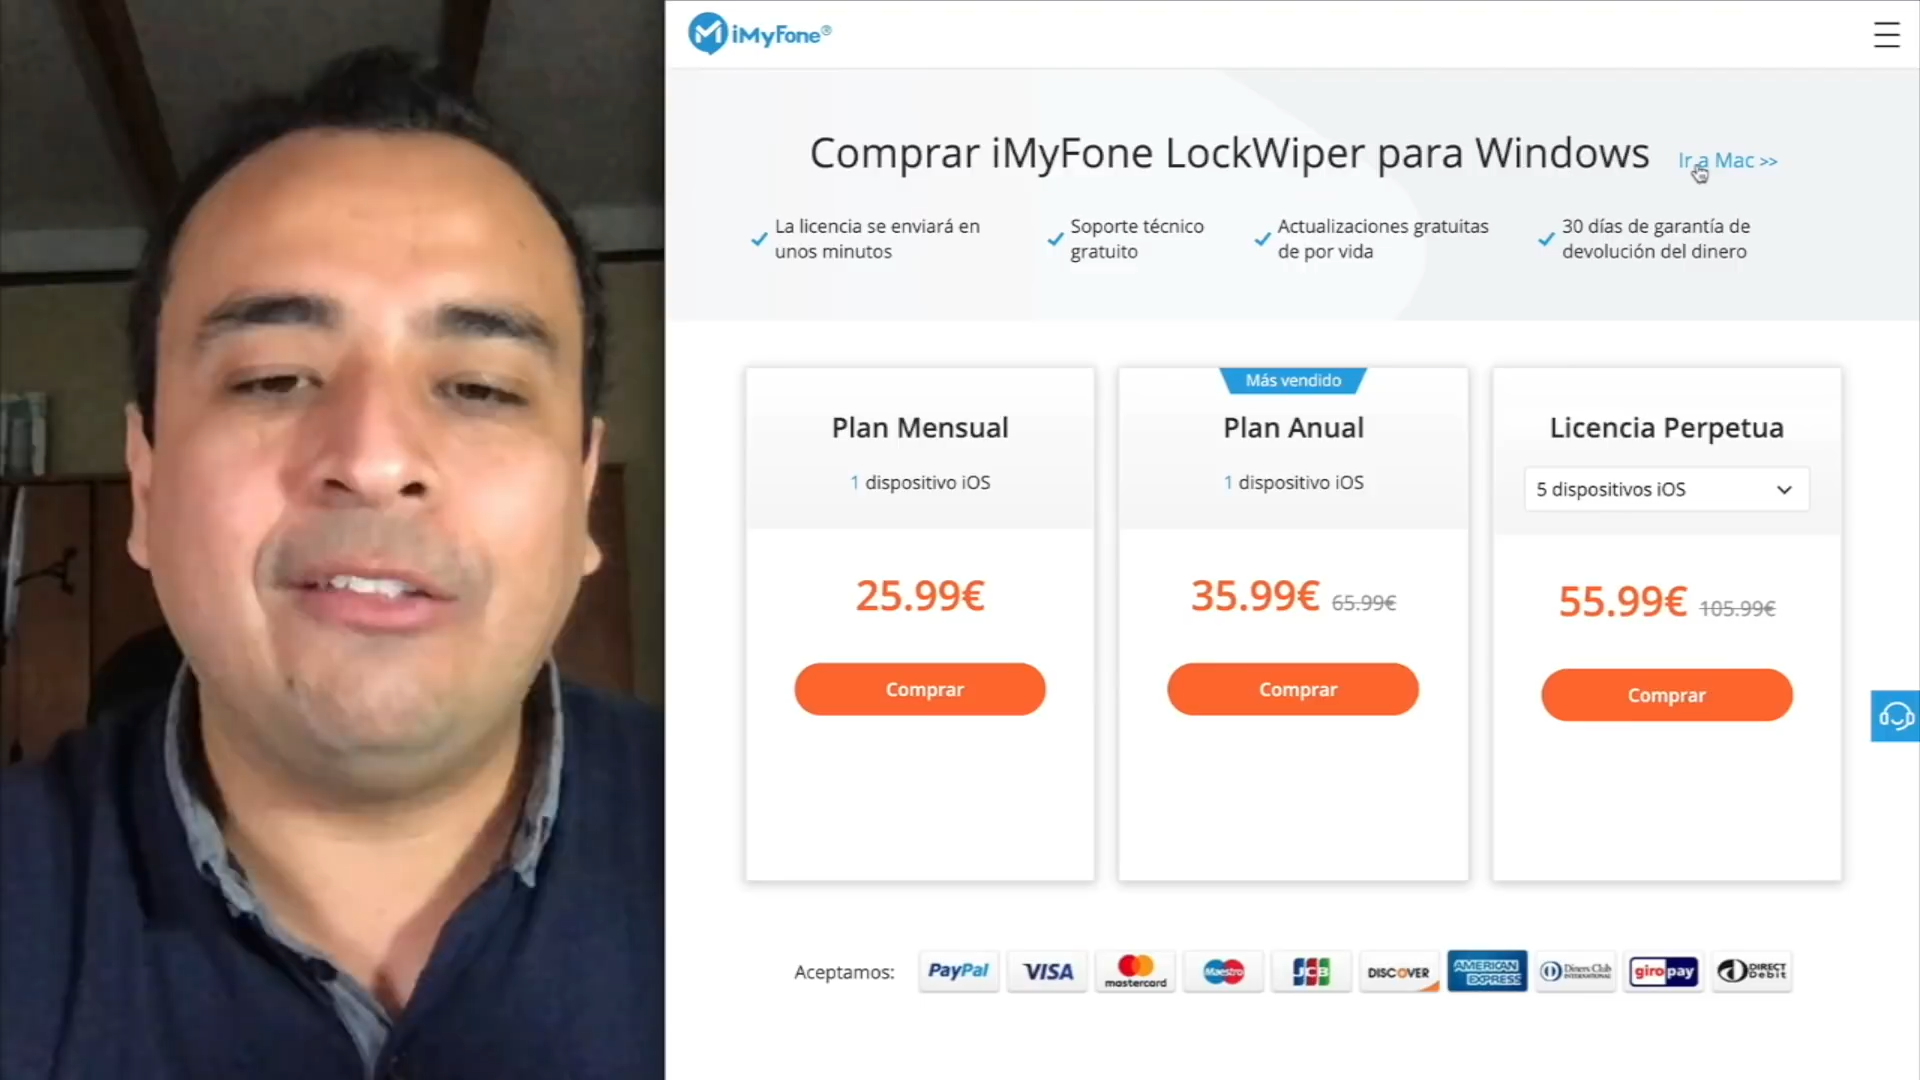 iMyFone®
Comprar iMyFone LockWiper para Windows
Ir a Mac >>
La licencia se enviará en
unos minutos
Soporte técnico
gratuito
Actualizaciones gratuitas
de por vida
30 días de garantía de
devolución del dinero
Plan Mensual
1 dispositivo iOS
25.99€
Comprar
Más vendido
Plan Anual
1 dispositivo iOS
35.99€ 65.99€
Comprar
Licencia Perpetua
5 dispositivos iOS
55.99€ 105.99€
Comprar
Aceptamos:
PayPal
VISA
mastercard
Maestro
JCB
DISCOVER
AMERICAN
EXPRESS
Diners Club
INTERNATIONAL
giropay
DIRECT
Debit